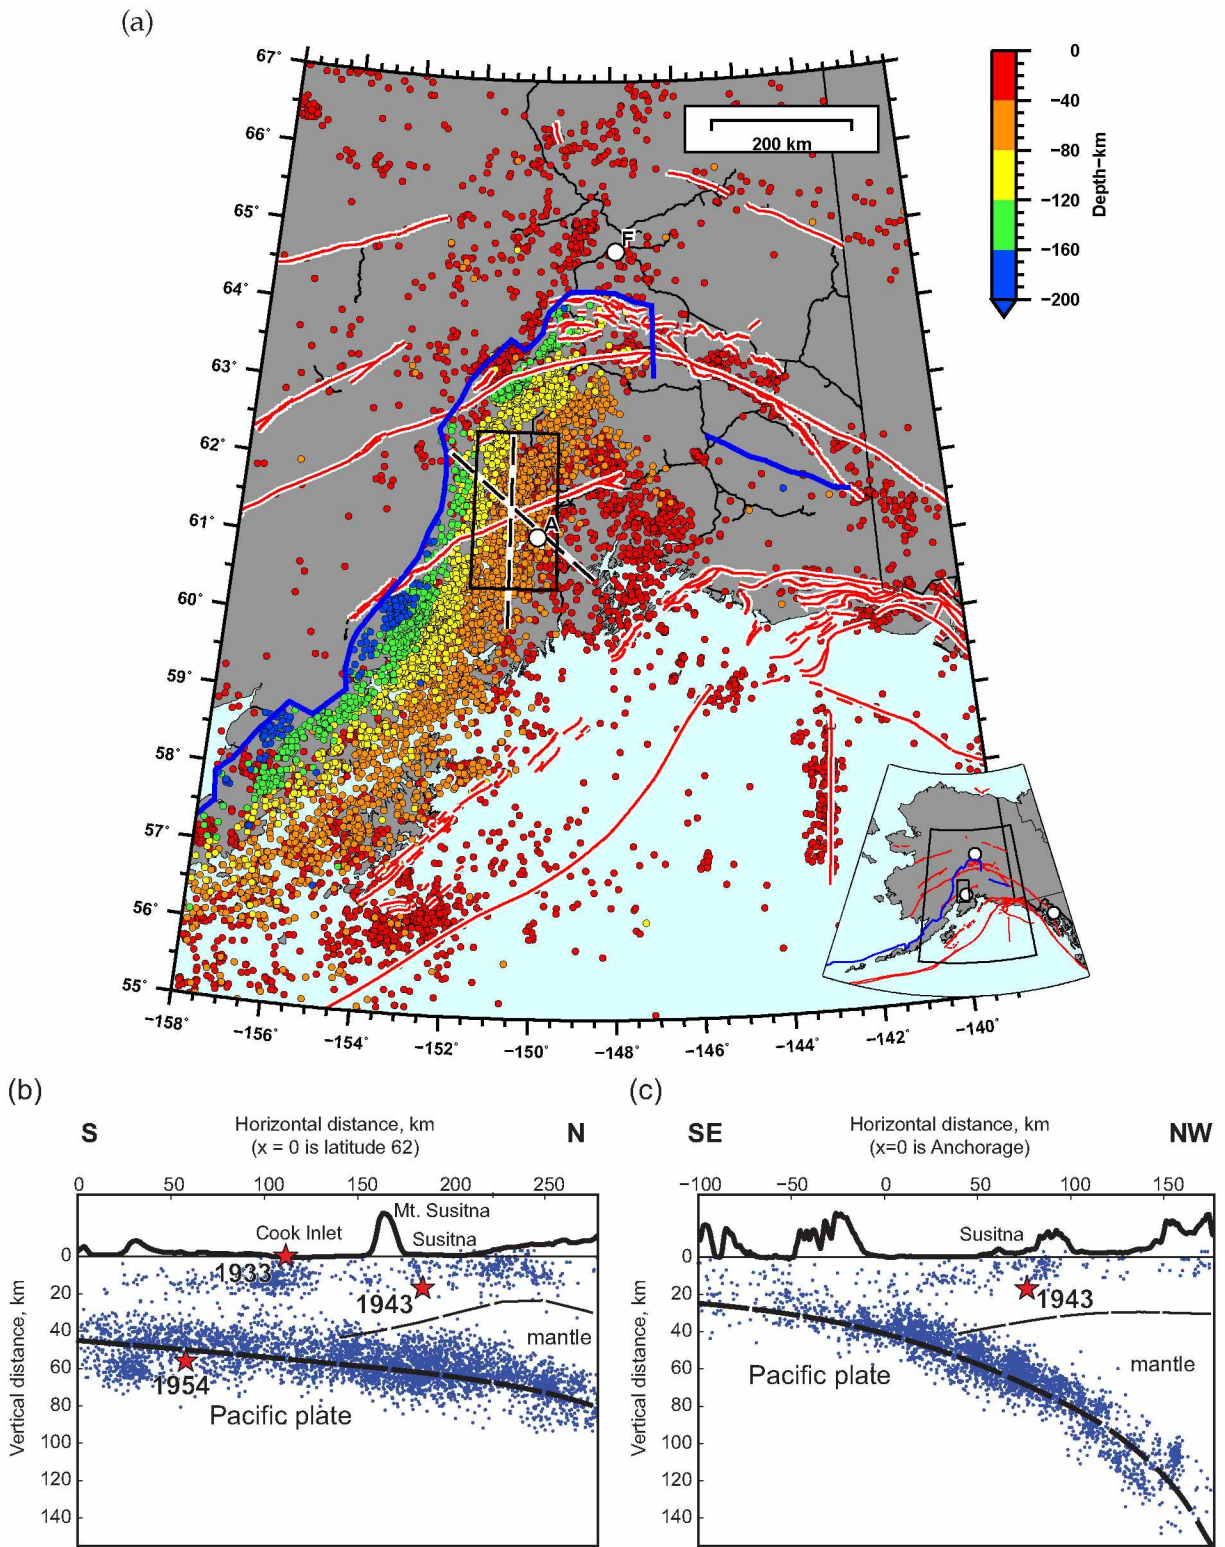 (a)
67°
66°
65°
64°
63°
62°
61°
60°
59°
58°
57°
56°
55°
−158°
−156°
−154°
−152°
−150°
−148°
−146°
−144°
−142°
−140°
200 km
0
−40
−80
−120
−160
−200
Depth−km
F
A
(b)
S
Horizontal distance, km
(x = 0 is latitude 62)
N
0
50
100
150
200
250
Mt. Susitna
Cook Inlet
Susitna
Vertical distance, km
0
20
40
60
80
100
120
140
1933
1943
1954
mantle
Pacific plate
(c)
SE
Horizontal distance, km
(x=0 is Anchorage)
NW
−100
−50
0
50
100
150
Susitna
Vertical distance, km
0
20
40
60
80
100
120
140
1943
mantle
Pacific plate